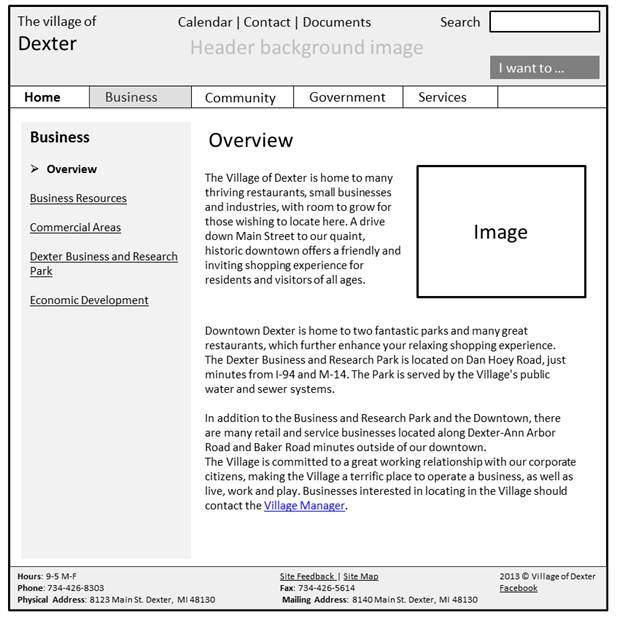 The village of
Dexter
Calendar | Contact | Documents
Search
Header background image
I want to ...
Home
Business
Community
Government
Services
Business
➢ Overview
Business Resources
Commercial Areas
Dexter Business and Research
Park
Economic Development
Overview
The Village of Dexter is home to many
thriving restaurants, small businesses
and industries, with room to grow for
those wishing to locate here. A drive
down Main Street to our quaint,
historic downtown offers a friendly and
inviting shopping experience for
residents and visitors of all ages.
Image
Downtown Dexter is home to two fantastic parks and many great
restaurants, which further enhance your relaxing shopping experience.
The Dexter Business and Research Park is located on Dan Hoey Road, just
minutes from I-94 and M-14. The Park is served by the Village's public
water and sewer systems.
In addition to the Business and Research Park and the Downtown, there
are many retail and service businesses located along Dexter-Ann Arbor
Road and Baker Road minutes outside of our downtown.
The Village is committed to a great working relationship with our corporate
citizens, making the Village a terrific place to operate a business, as well as
live, work and play. Businesses interested in locating in the Village should
contact the Village Manager.
Hours: 9-5 M-F
Phone: 734-426-8303
Physical Address: 8123 Main St. Dexter, MI 48130
Site Feedback | Site Map
Fax: 734-426-5614
Mailing Address: 8140 Main St. Dexter, MI 48130
2013 © Village of Dexter
Facebook